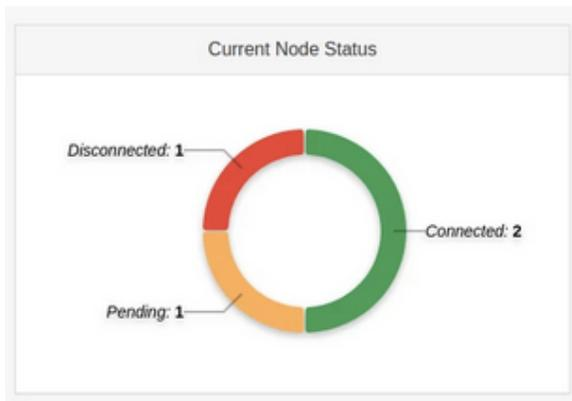 Current Node Status
Disconnected: 1
Connected: 2
Pending: 1